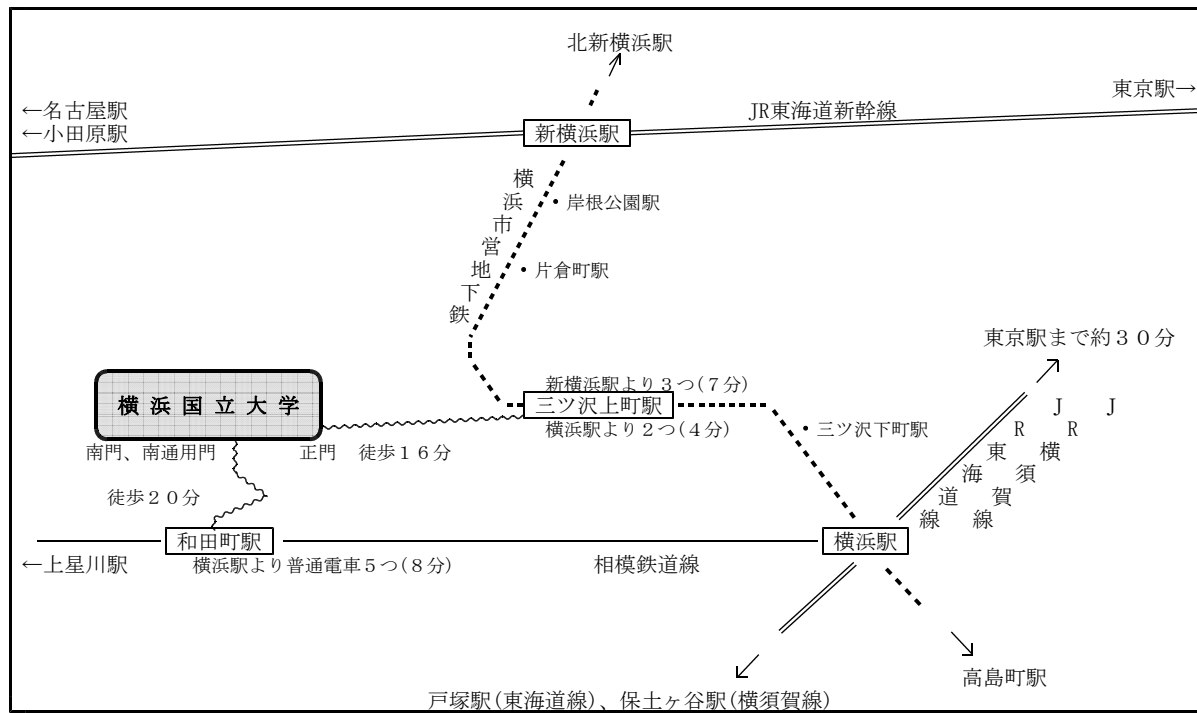 北新横浜駅
東京駅→
←名古屋駅
←小田原駅
JR東海道新幹線
新横浜駅
横浜市営地下鉄
岸根公園駅
片倉町駅
東京駅まで約３０分
新横浜駅より３つ(７分)
三ツ沢上町駅
横浜駅より２つ(４分)
三ツ沢下町駅
横浜国立大学
南門、南通用門
正門　徒歩１６分
徒歩２０分
JR東海道線
JR横須賀線
和田町駅
横浜駅
←上星川駅
横浜駅より普通電車５つ(８分)
相模鉄道線
高島町駅
戸塚駅(東海道線)、保土ヶ谷駅(横須賀線)